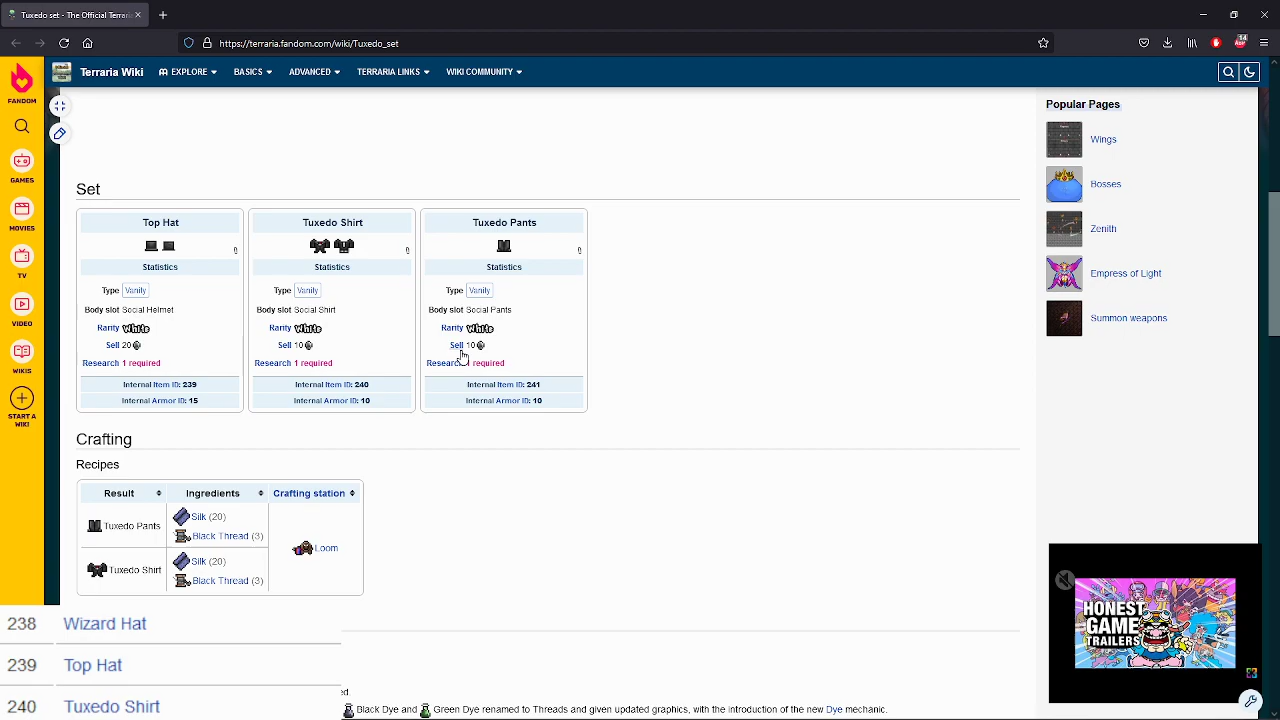 Tuxedo set - The Official Terrari
https://terraria.fandom.com/wiki/Tuxedo_set
14
FANDOM
GAMES
MOVIES
TV
VIDEO
WIKIS
START A
WIKI
Terraria Wiki
EXPLORE
BASICS
ADVANCED
TERRARIA LINKS
WIKI COMMUNITY
Set
Top Hat
Statistics
Type Vanity
Body slot Social Helmet
Rarity White
Sell 20
Research 1 required
Internal Item ID: 239
Internal Armor ID: 15
Tuxedo Shirt
Statistics
Type Vanity
Body slot Social Shirt
Rarity White
Sell 10
Research 1 required
Internal Item ID: 240
Internal Armor ID: 10
Tuxedo Pants
Statistics
Type Vanity
Body slot Social Pants
Rarity White
Sell 10
Research 1 required
Internal Item ID: 241
Internal Armor ID: 10
Crafting
Recipes
Result Ingredients Crafting station
Tuxedo Pants
Silk (20)
Black Thread (3)
Loom
Tuxedo Shirt
Silk (20)
Black Thread (3)
238 Wizard Hat
239 Top Hat
240 Tuxedo Shirt
ed.
Black Dye and Green Dye renamed to Threads and given updated graphics, with the introduction of the new Dye mechanic.
Popular Pages
Wings
Bosses
Zenith
Empress of Light
Summon weapons
HONEST
GAME
TRAILERS